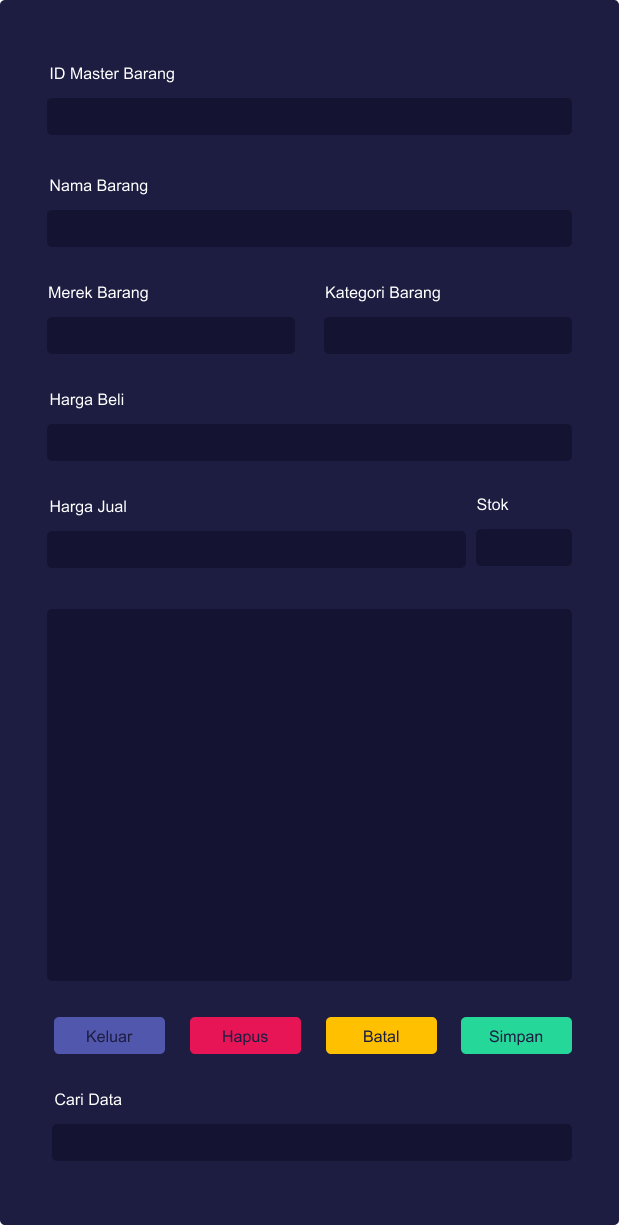 ID Master Barang
Nama Barang
Merek Barang
Kategori Barang
Harga Beli
Harga Jual
Stok
Keluar
Hapus
Batal
Simpan
Cari Data